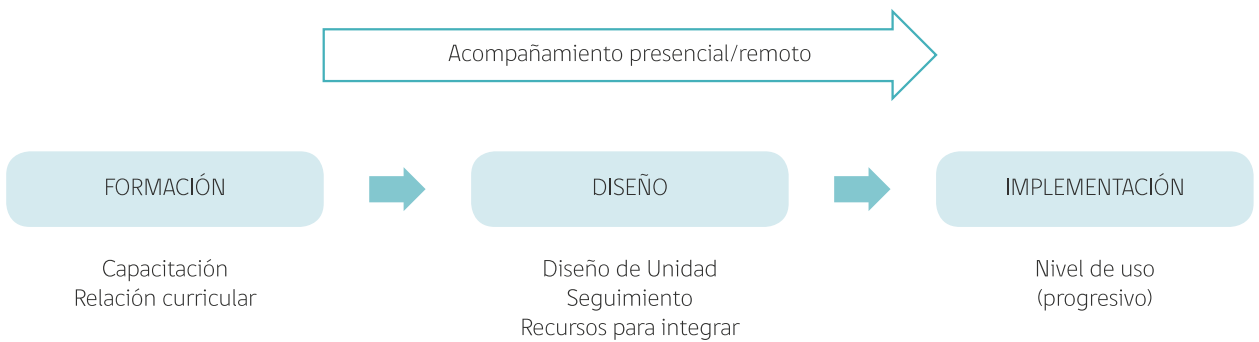 Acompañamiento presencial/remoto
FORMACIÓN
DISEÑO
IMPLEMENTACIÓN
Capacitación
Relación curricular
Diseño de Unidad
Seguimiento
Recursos para integrar
Nivel de uso
(progresivo)